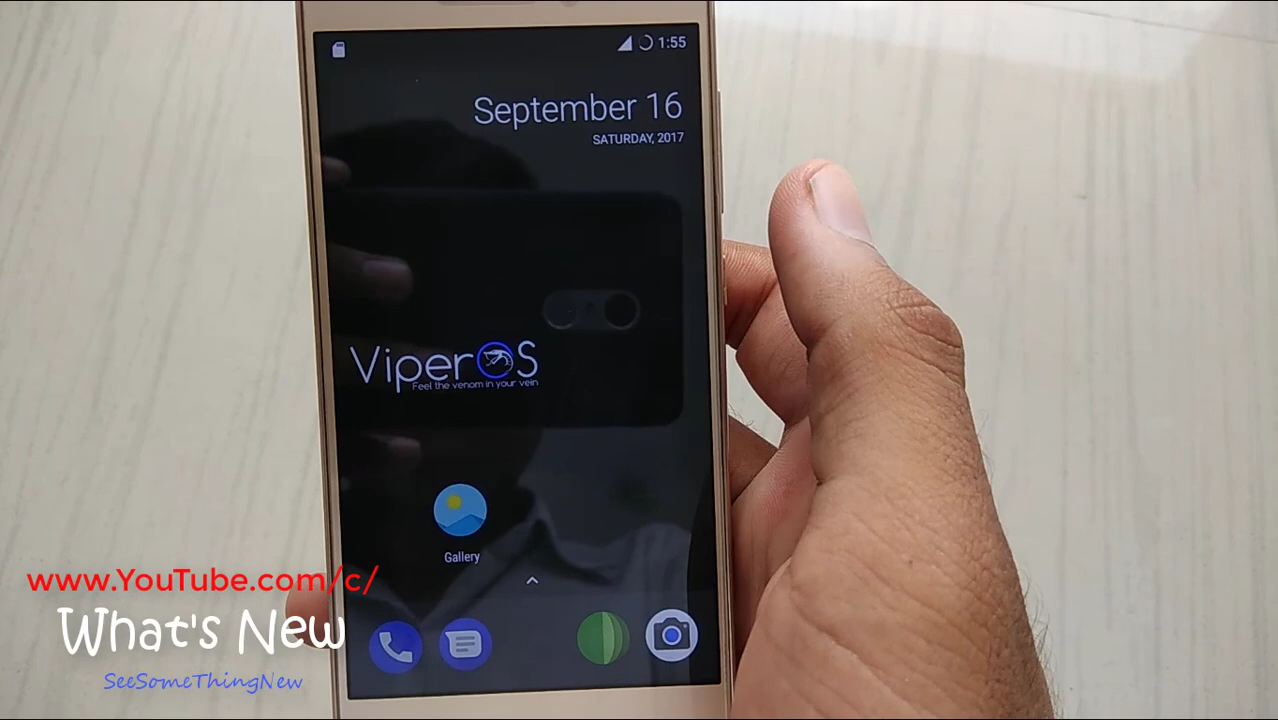 1:55
September 16
SATURDAY, 2017
ViperOS
Feel the venom in your vein
Gallery
www.YouTube.com/c/
What's New
SeeSomeThingNew